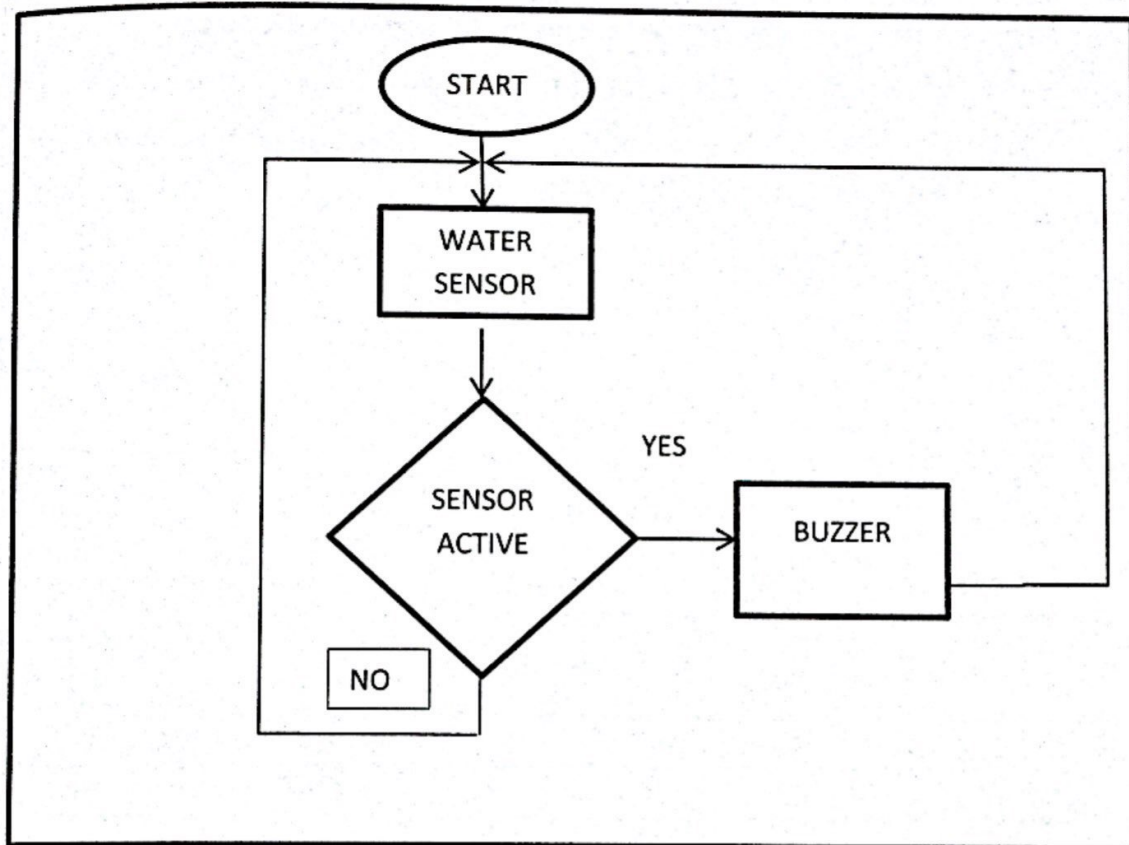 START
WATER
SENSOR
YES
SENSOR
ACTIVE
BUZZER
NO